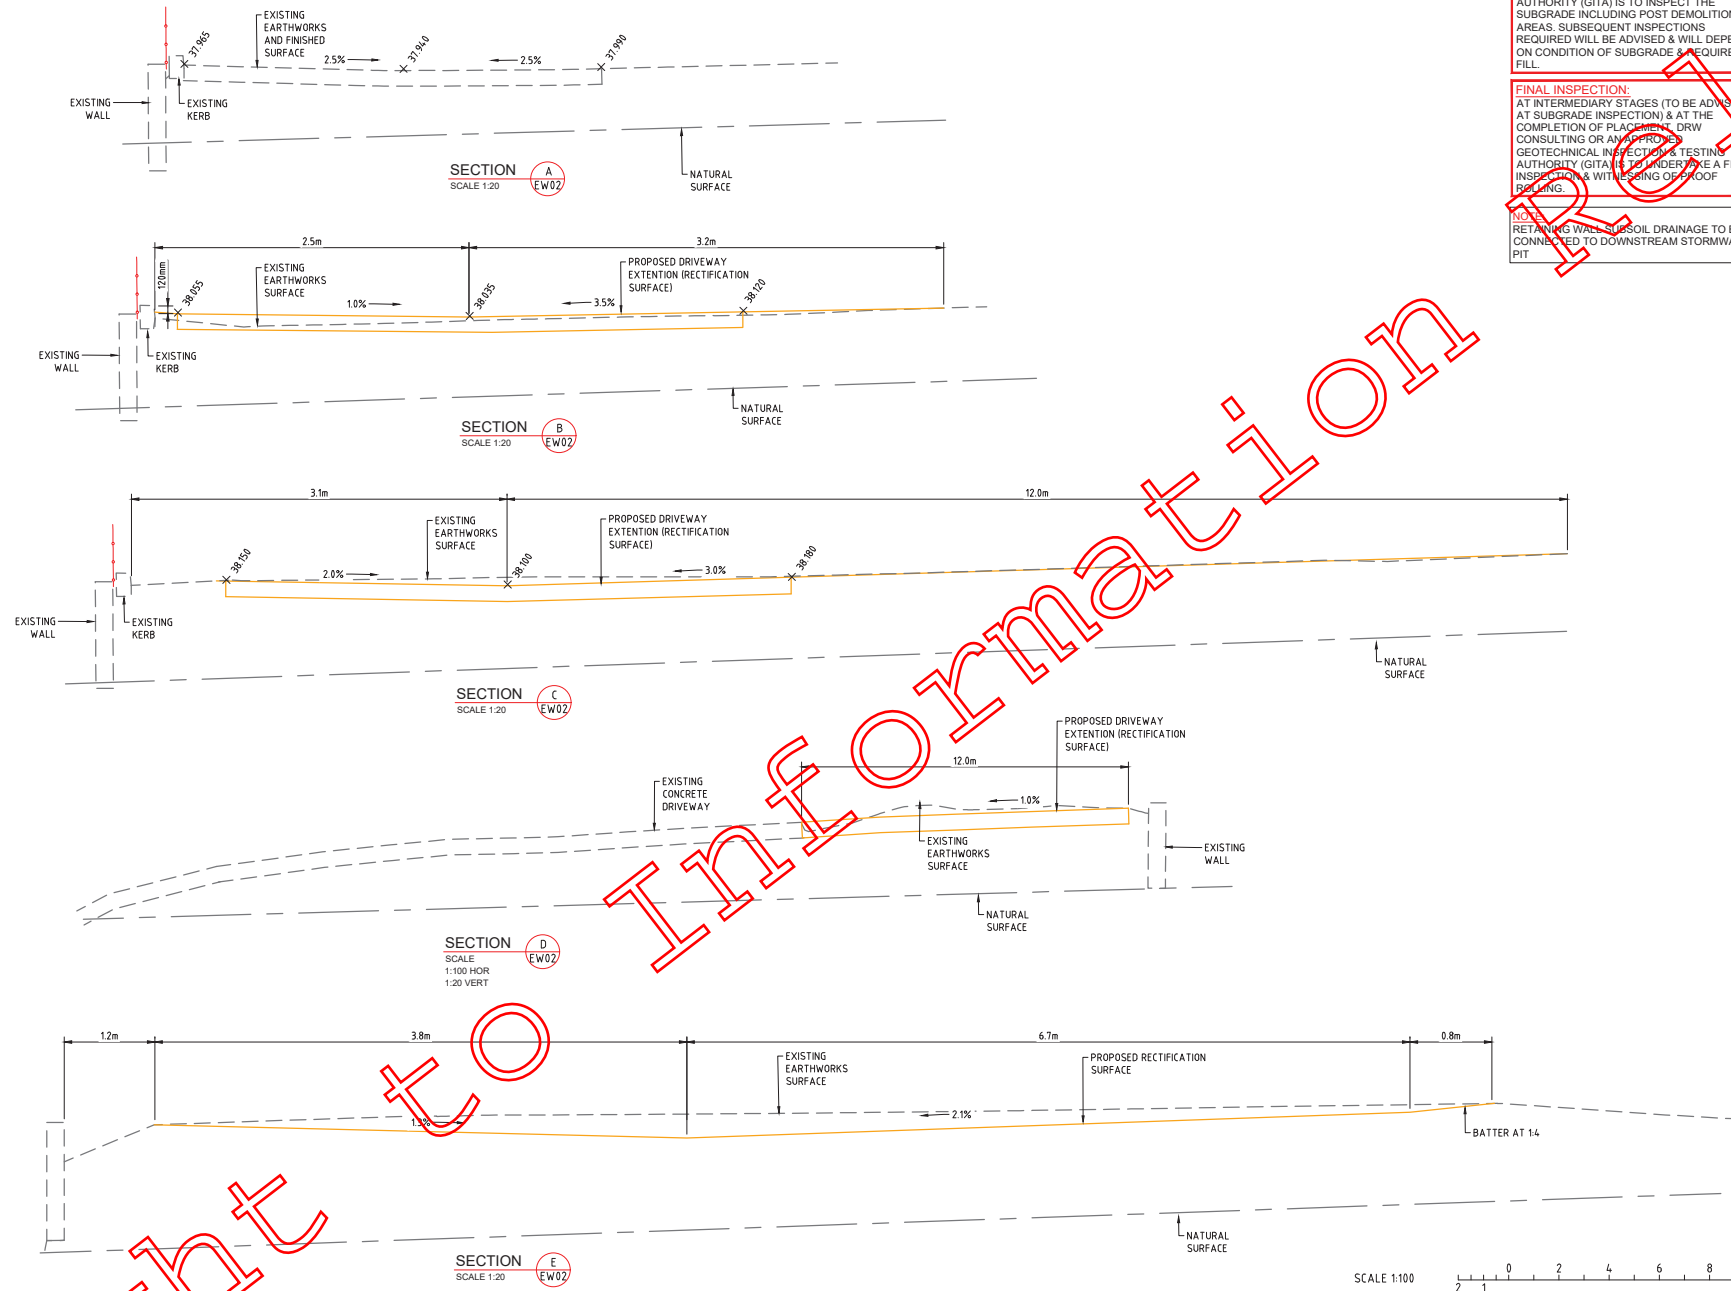 EXISTING
EARTHWORKS
AND FINISHED
SURFACE
37.965
2.5%
37.940
2.5%
37.990
EXISTING
WALL
EXISTING
KERB
NATURAL
SURFACE
SECTION
SCALE 1:20
A
EW02
AUTHORITY (GITA) IS TO INSPECT THE
SUBGRADE INCLUDING POST DEMOLITION
AREAS. SUBSEQUENT INSPECTIONS
REQUIRED WILL BE ADVISED & WILL
ON CONDITION OF SUBGRADE &
FILL.
FINAL INSPECTION:
AT INTERMEDIARY STAGES (TO BE
AT SUBGRADE INSPECTION) & AT THE
COMPLETION OF PLACEMENT, DRW
CONSULTING OR AN APPROVED
GEOTECHNICAL INSPECTION & TESTING
AUTHORITY (GITA) IS TO UNDERTAKE A
INSPECTION & WITNESSING OF PROOF
ROLLING.
NOTE:
RETAINING WALL SUBSOIL DRAINAGE TO
CONNECTED TO DOWNSTREAM
PIT
2.5m
3.2m
120mm
38.055
EXISTING
EARTHWORKS
SURFACE
1.0%
38.035
3.5%
PROPOSED DRIVEWAY
EXTENTION (RECTIFICATION
SURFACE)
38.120
EXISTING
WALL
EXISTING
KERB
NATURAL
SURFACE
SECTION
SCALE 1:20
B
EW02
3.1m
12.0m
38.150
2.0%
EXISTING
EARTHWORKS
SURFACE
38.100
PROPOSED DRIVEWAY
EXTENTION (RECTIFICATION
SURFACE)
3.0%
38.180
EXISTING
WALL
EXISTING
KERB
NATURAL
SURFACE
SECTION
SCALE 1:20
C
EW02
PROPOSED DRIVEWAY
EXTENTION (RECTIFICATION
SURFACE)
12.0m
EXISTING
CONCRETE
DRIVEWAY
1.0%
EXISTING
EARTHWORKS
SURFACE
EXISTING
WALL
NATURAL
SURFACE
SECTION
SCALE
1:100 HOR
1:20 VERT
D
EW02
1.2m
3.8m
6.7m
0.8m
EXISTING
EARTHWORKS
SURFACE
PROPOSED RECTIFICATION
SURFACE
2.1%
BATTER AT 1:4
NATURAL
SURFACE
SECTION
SCALE 1:20
E
EW02
SCALE 1:100
2 1 0 2 4 6 8
ht to Information Rel